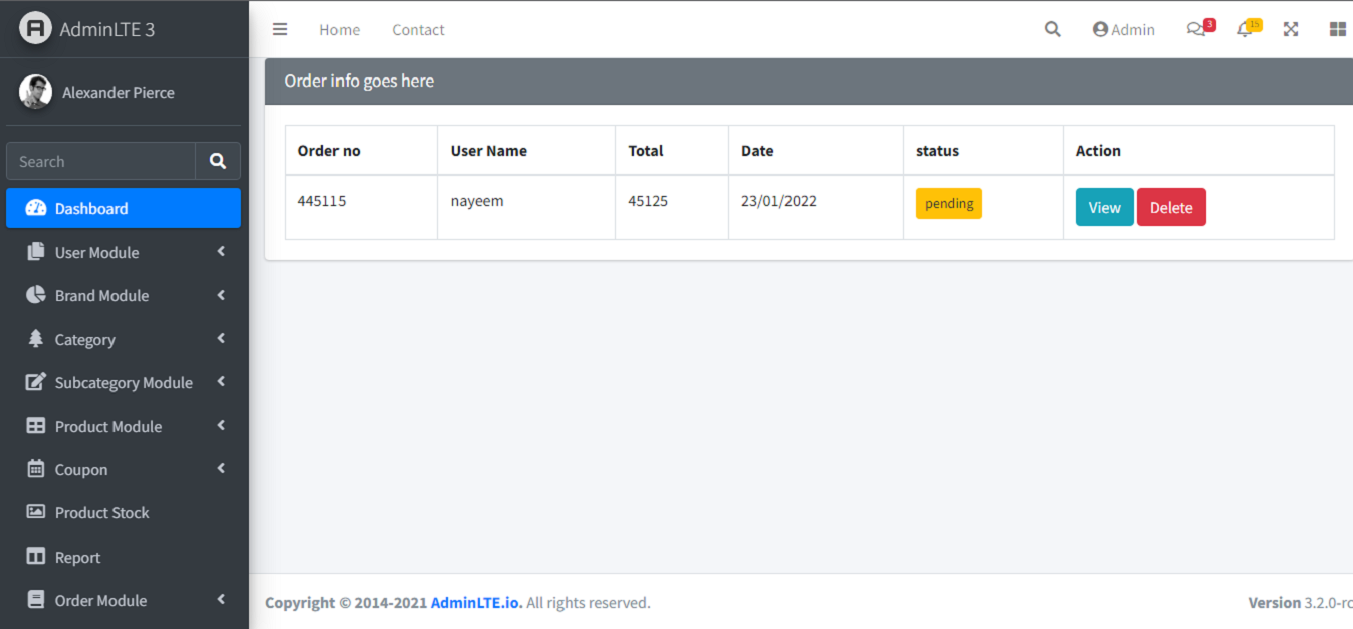 AdminLTE 3
Home Contact
Admin 3 15
Alexander Pierce
Search
Dashboard
User Module
Brand Module
Category
Subcategory Module
Product Module
Coupon
Product Stock
Report
Order Module
Order info goes here
Order no User Name Total Date status Action
445115 nayeem 45125 23/01/2022 pending View Delete
Copyright © 2014-2021 AdminLTE.io. All rights reserved.
Version 3.2.0-rc